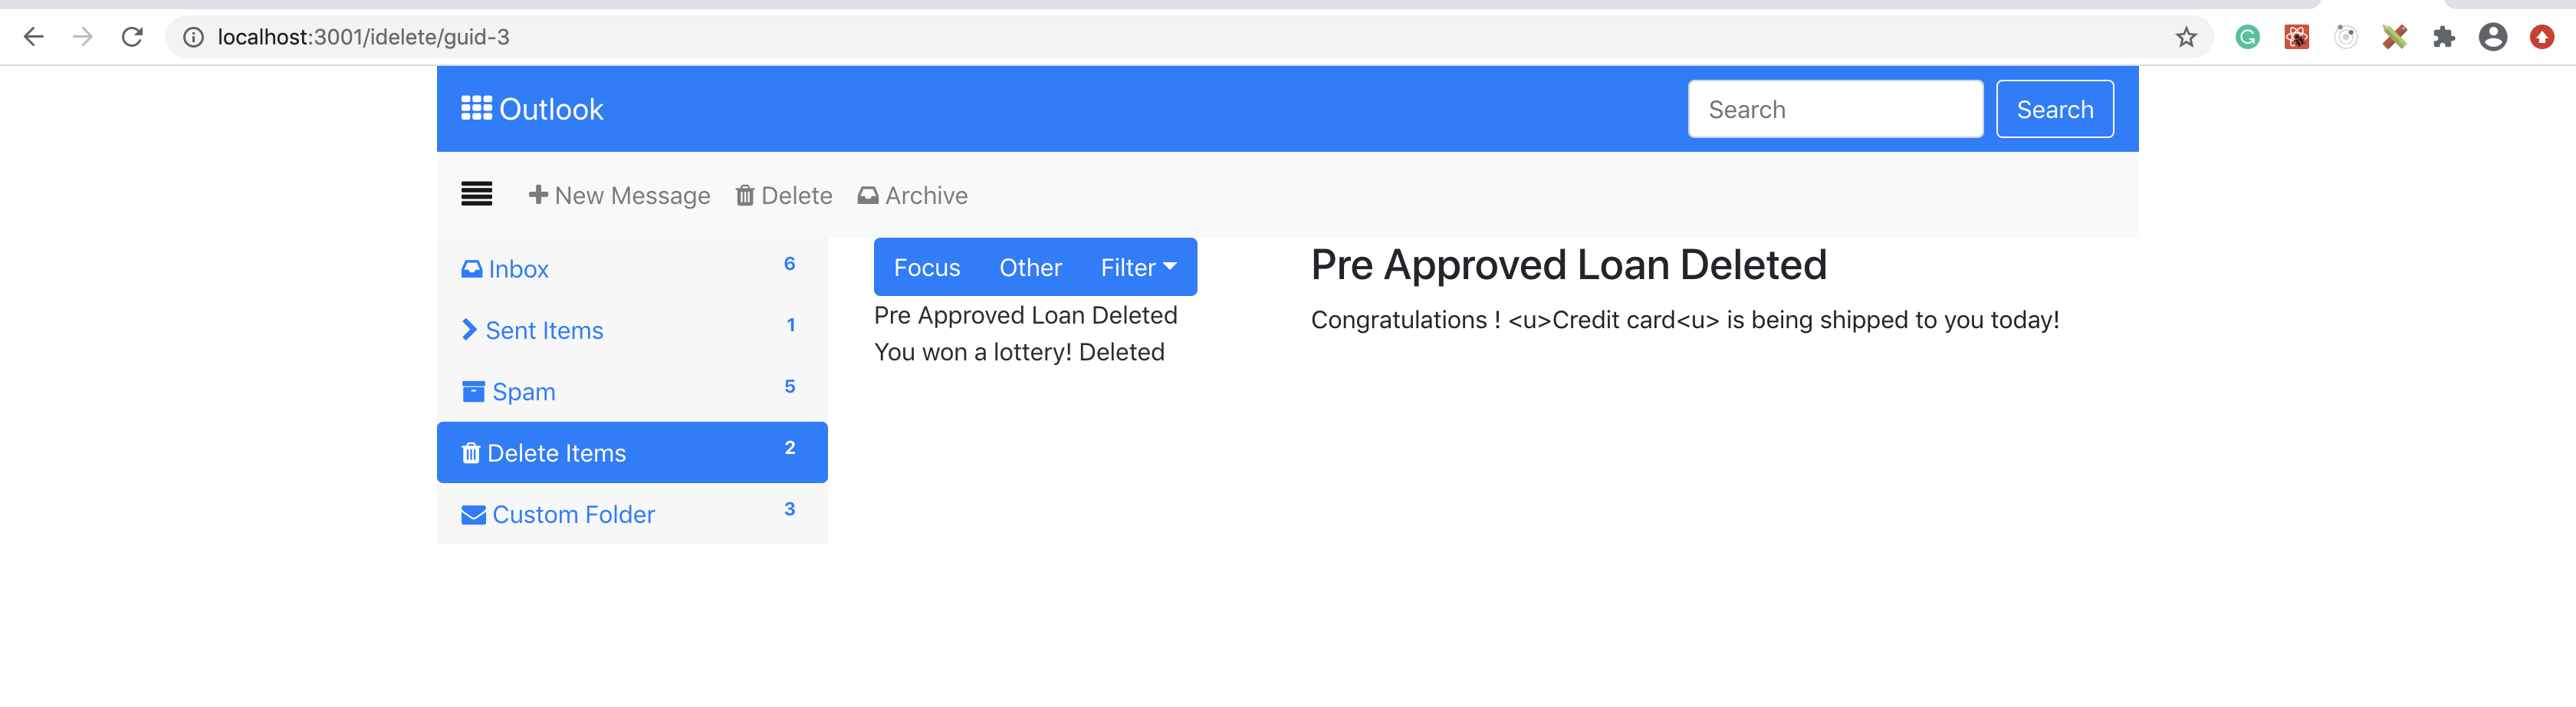 localhost:3001/idelete/guid-3
Outlook
Search
Search
New Message
Delete
Archive
Inbox 6
Sent Items 1
Spam 5
Delete Items 2
Custom Folder 3
Focus
Other
Filter
Pre Approved Loan Deleted
You won a lottery! Deleted
Pre Approved Loan Deleted
Congratulations ! <u>Credit card<u> is being shipped to you today!